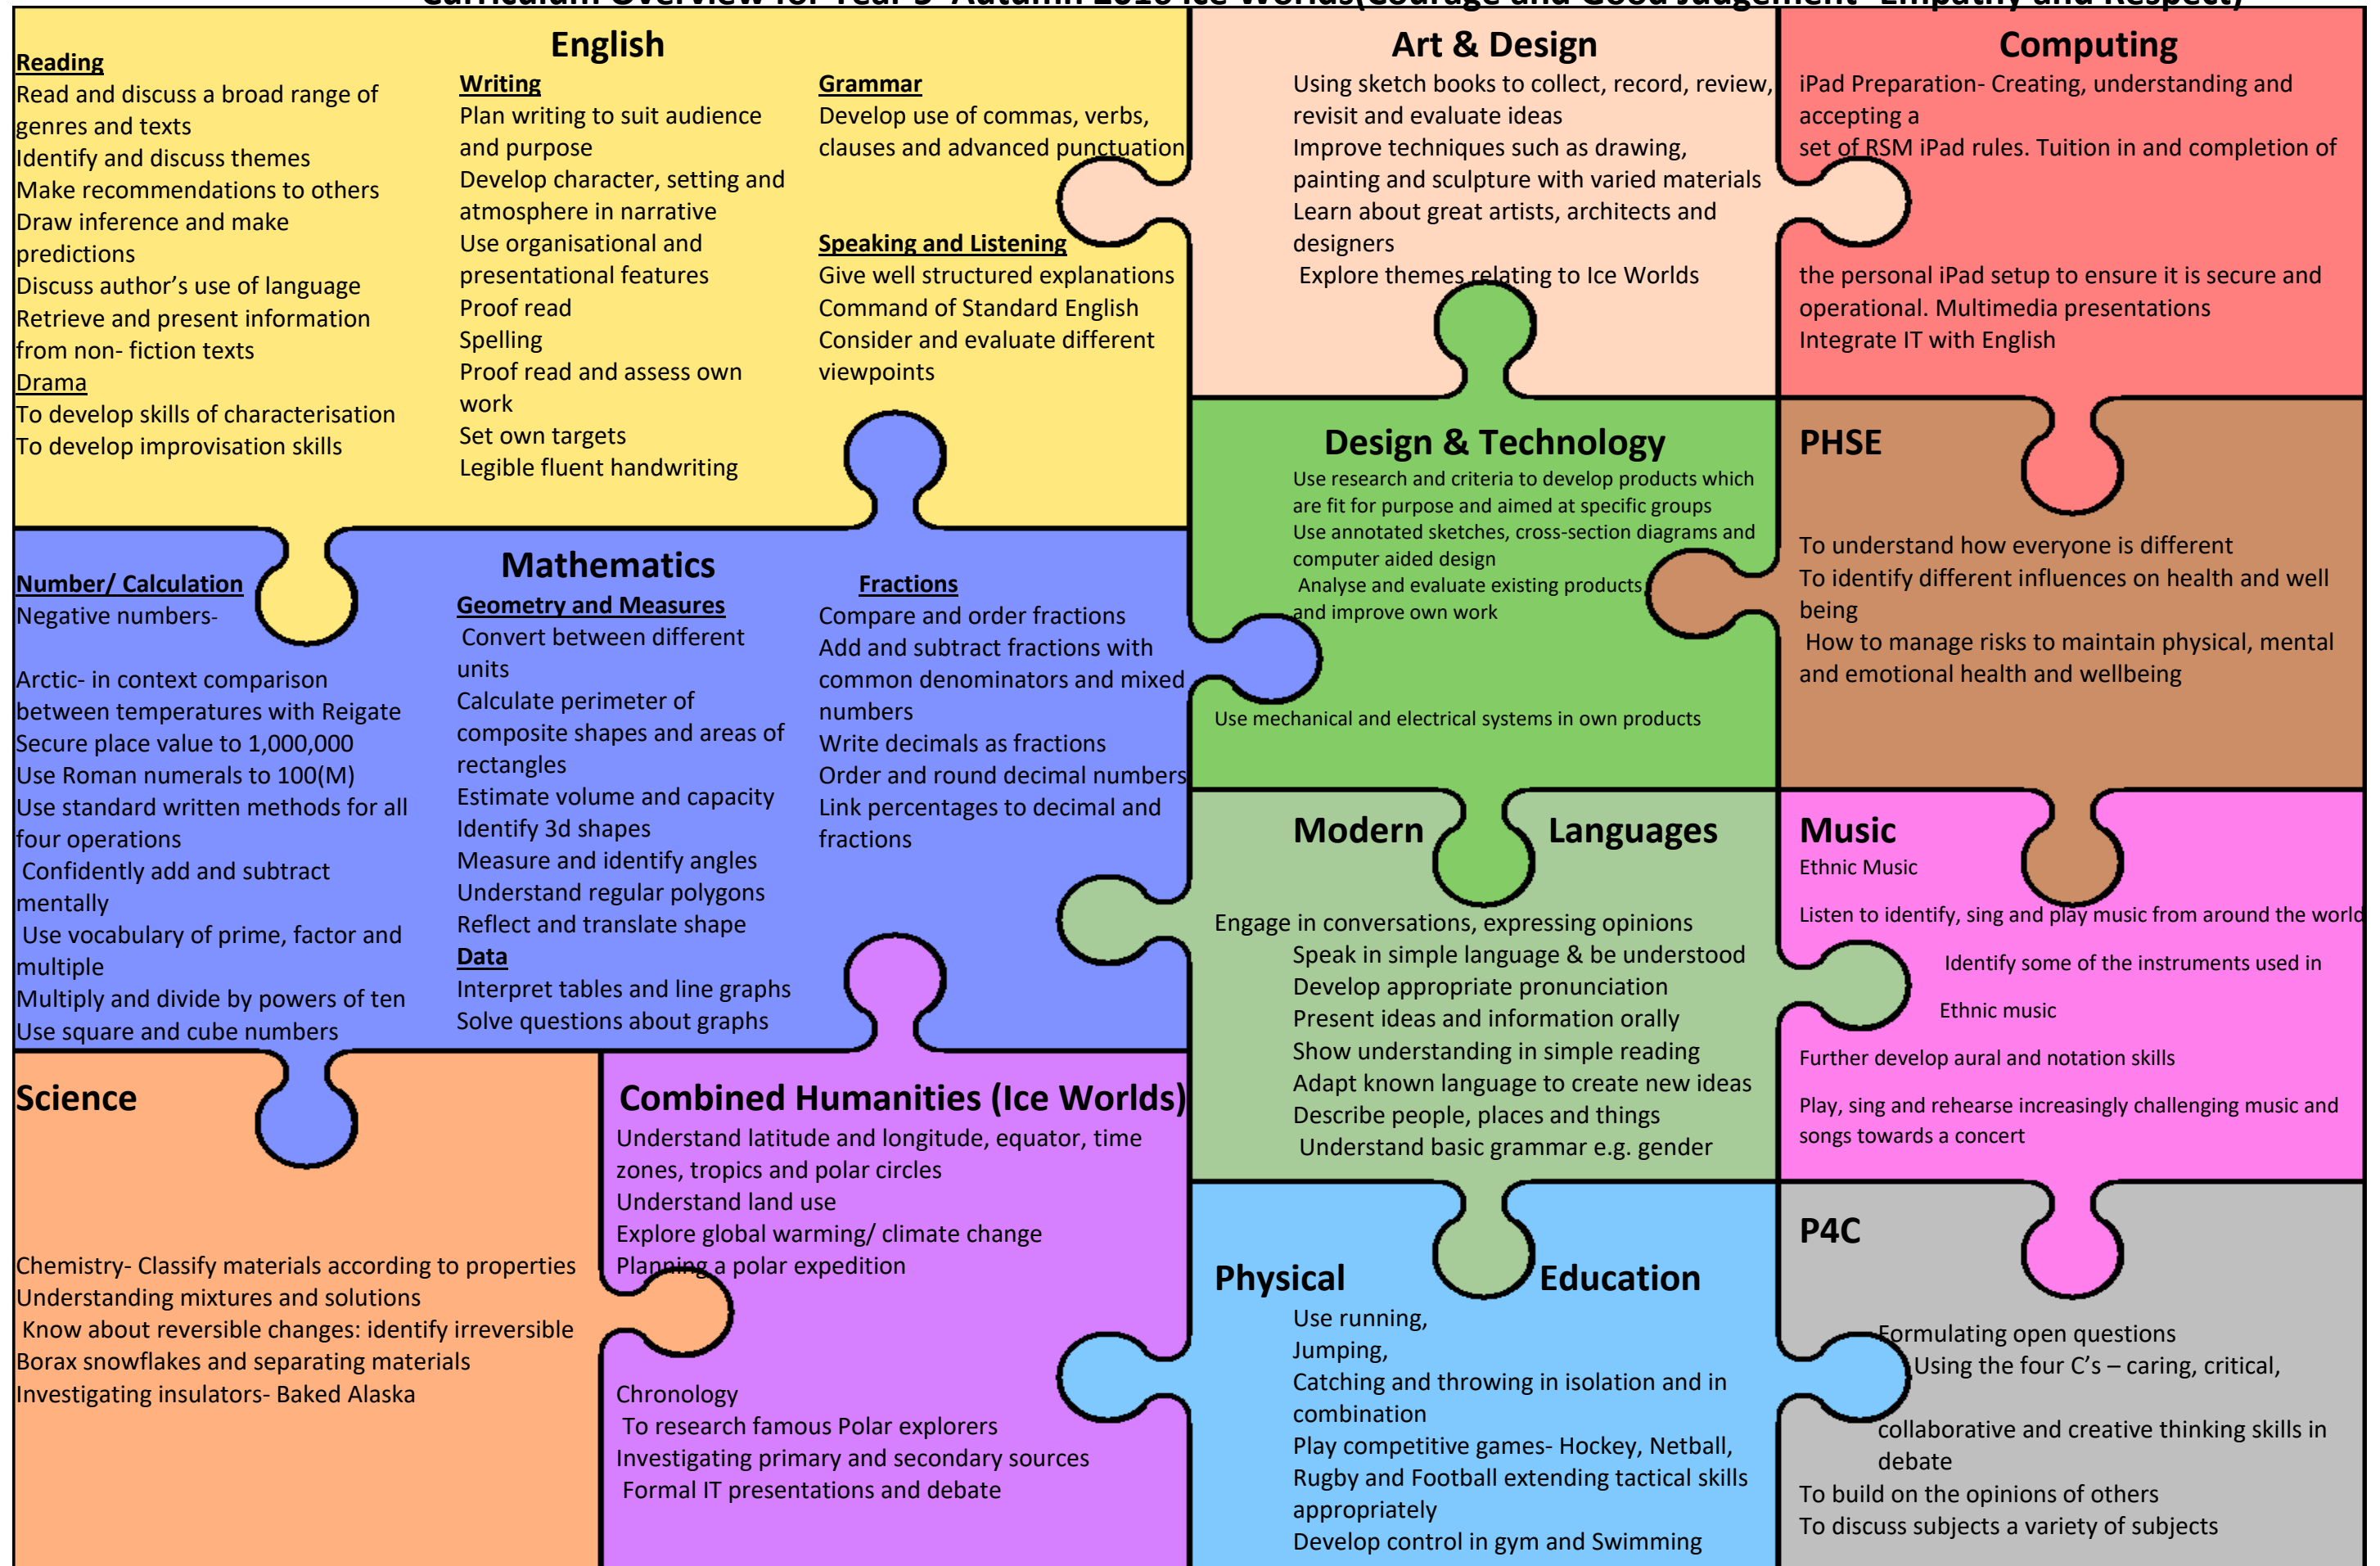 Curriculum Overview for Year 5- Autumn 2016 Ice Worlds(Courage and Good Judgement- Empathy and Respect)
English
Reading
Read and discuss a broad range of
genres and texts
Identify and discuss themes
Make recommendations to others
Draw inference and make
predictions
Discuss author's use of language
Retrieve and present information
from non- fiction texts
Drama
To develop skills of characterisation
To develop improvisation skills
Writing
Plan writing to suit audience
and purpose
Develop character, setting and
atmosphere in narrative
Use organisational and
presentational features
Proof read
Spelling
Proof read and assess own
work
Set own targets
Legible fluent handwriting
Grammar
Develop use of commas, verbs,
clauses and advanced punctuation
Speaking and Listening
Give well structured explanations
Command of Standard English
Consider and evaluate different
viewpoints
Art & Design
Using sketch books to collect, record, review,
revisit and evaluate ideas
Improve techniques such as drawing,
painting and sculpture with varied materials
Learn about great artists, architects and
designers
Explore themes relating to Ice Worlds
Computing
iPad Preparation- Creating, understanding and
accepting a
set of RSM iPad rules. Tuition in and completion of
the personal iPad setup to ensure it is secure and
operational. Multimedia presentations
Integrate IT with English
Design & Technology
Use research and criteria to develop products which
are fit for purpose and aimed at specific groups
Use annotated sketches, cross-section diagrams and
computer aided design
Analyse and evaluate existing products
and improve own work
Use mechanical and electrical systems in own products
PHSE
To understand how everyone is different
To identify different influences on health and well
being
How to manage risks to maintain physical, mental
and emotional health and wellbeing
Mathematics
Number/ Calculation
Negative numbers-
Arctic- in context comparison
between temperatures with Reigate
Secure place value to 1,000,000
Use Roman numerals to 100(M)
Use standard written methods for all
four operations
Confidently add and subtract
mentally
Use vocabulary of prime, factor and
multiple
Multiply and divide by powers of ten
Use square and cube numbers
Geometry and Measures
Convert between different
units
Calculate perimeter of
composite shapes and areas of
rectangles
Estimate volume and capacity
Identify 3d shapes
Measure and identify angles
Understand regular polygons
Reflect and translate shape
Data
Interpret tables and line graphs
Solve questions about graphs
Fractions
Compare and order fractions
Add and subtract fractions with
common denominators and mixed
numbers
Write decimals as fractions
Order and round decimal numbers
Link percentages to decimal and
fractions
Modern Languages
Engage in conversations, expressing opinions
Speak in simple language & be understood
Develop appropriate pronunciation
Present ideas and information orally
Show understanding in simple reading
Adapt known language to create new ideas
Describe people, places and things
Understand basic grammar e.g. gender
Music
Ethnic Music
Listen to identify, sing and play music from around the world
Identify some of the instruments used in
Ethnic music
Further develop aural and notation skills
Play, sing and rehearse increasingly challenging music and
songs towards a concert
Science
Chemistry- Classify materials according to properties
Understanding mixtures and solutions
Know about reversible changes: identify irreversible
Borax snowflakes and separating materials
Investigating insulators- Baked Alaska
Combined Humanities (Ice Worlds)
Understand latitude and longitude, equator, time
zones, tropics and polar circles
Understand land use
Explore global warming/ climate change
Planning a polar expedition
Chronology
To research famous Polar explorers
Investigating primary and secondary sources
Formal IT presentations and debate
Physical Education
Use running,
Jumping,
Catching and throwing in isolation and in
combination
Play competitive games- Hockey, Netball,
Rugby and Football extending tactical skills
appropriately
Develop control in gym and Swimming
P4C
Formulating open questions
Using the four C's – caring, critical,
collaborative and creative thinking skills in
debate
To build on the opinions of others
To discuss subjects a variety of subjects